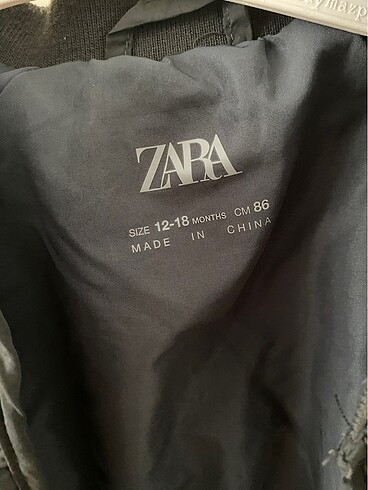 ZARA
SIZE 12-18 MONTHS CM 86
MADE IN CHINA